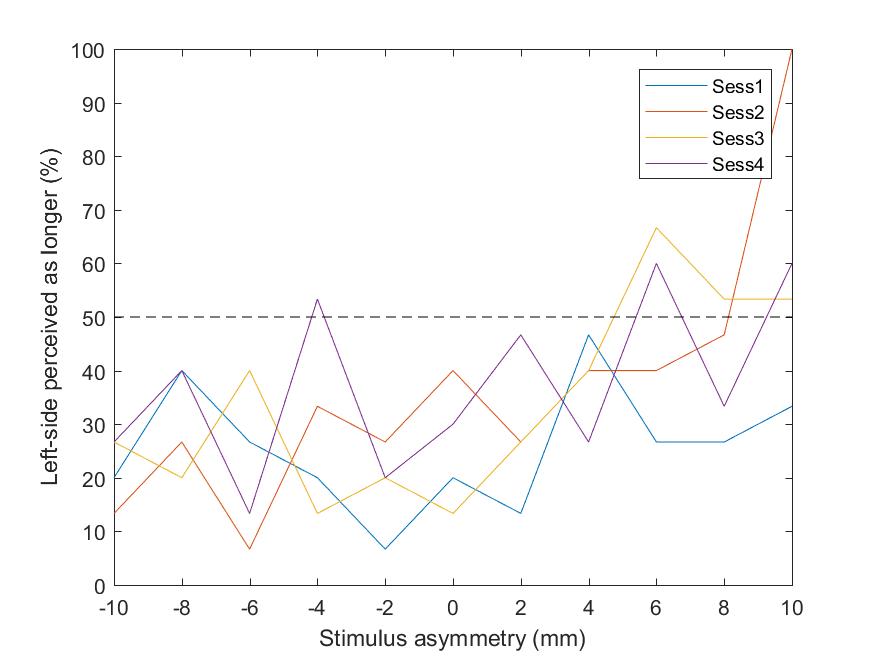 100
90
80
70
60
50
40
30
20
10
0
Left-side perceived as longer (%)
Sess1
Sess2
Sess3
Sess4
-10 -8 -6 -4 -2 0 2 4 6 8 10
Stimulus asymmetry (mm)